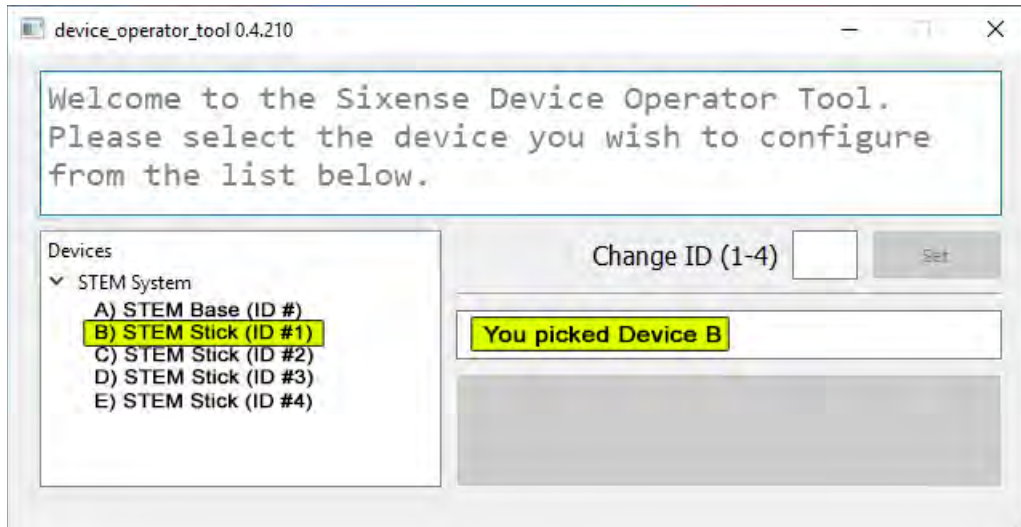 device_operator_tool 0.4.210
Welcome to the Sixense Device Operator Tool.
Please select the device you wish to configure
from the list below.
Devices
STEM System
A) STEM Base (ID #)
B) STEM Stick (ID #1)
C) STEM Stick (ID #2)
D) STEM Stick (ID #3)
E) STEM Stick (ID #4)
Change ID (1-4)
Set
You picked Device B